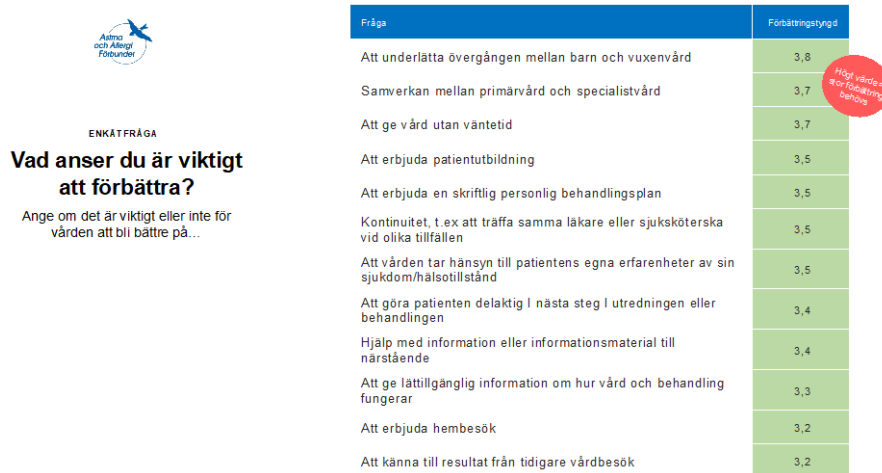 Astma
och Allergi
Förbundet
ENKÄTFRÅGA
Vad anser du är viktigt
att förbättra?
Ange om det är viktigt eller inte för
vården att bli bättre på…
Fråga Förbättringstyngd
Att underlätta övergången mellan barn och vuxenvård 3,8
Samverkan mellan primärvård och specialistvård 3,7
Högt värde =
stor förbättring
behövs
Att ge vård utan väntetid 3,7
Att erbjuda patientutbildning 3,5
Att erbjuda en skriftlig personlig behandlingsplan 3,5
Kontinuitet, t.ex att träffa samma läkare eller sjuksköterska
vid olika tillfällen 3,5
Att vården tar hänsyn till patientens egna erfarenheter av sin
sjukdom/hälsotillstånd 3,5
Att göra patienten delaktig I nästa steg I utredningen eller
behandlingen 3,4
Hjälp med information eller informationsmaterial till
närstående 3,4
Att ge lättillgänglig information om hur vård och behandling
fungerar 3,3
Att erbjuda hembesök 3,2
Att känna till resultat från tidigare vårdbesök 3,2